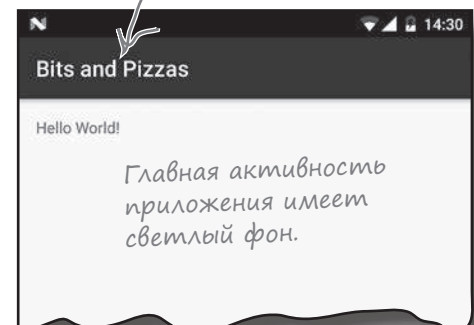 14:30
Bits and Pizzas
Hello World!
Главная активность
приложения имеет
светлый фон.